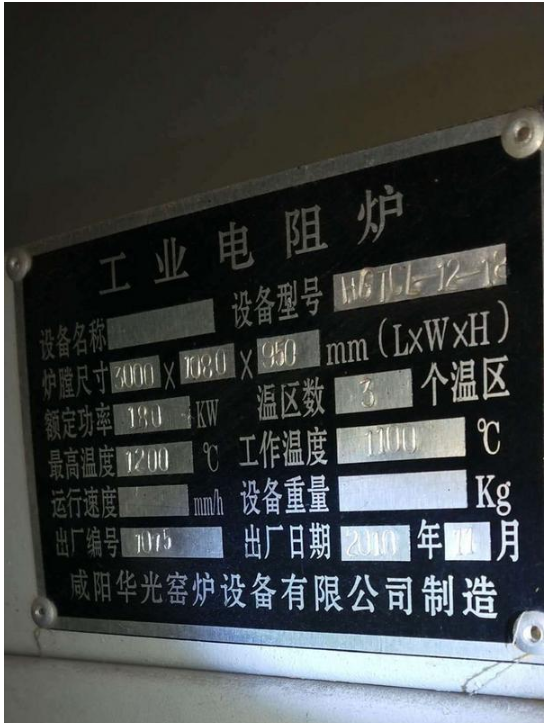 工业电阻炉
设备名称 设备型号
炉膛尺寸 3000 × 1080 × 950 mm (L×W×H)
额定功率 180 KW 温区数 3 个温区
最高温度 1200 ℃ 工作温度 1100 ℃
运行速度 mm/h 设备重量 Kg
出厂编号 1075 出厂日期 2010 年 11 月
咸阳华光窑炉设备有限公司制造